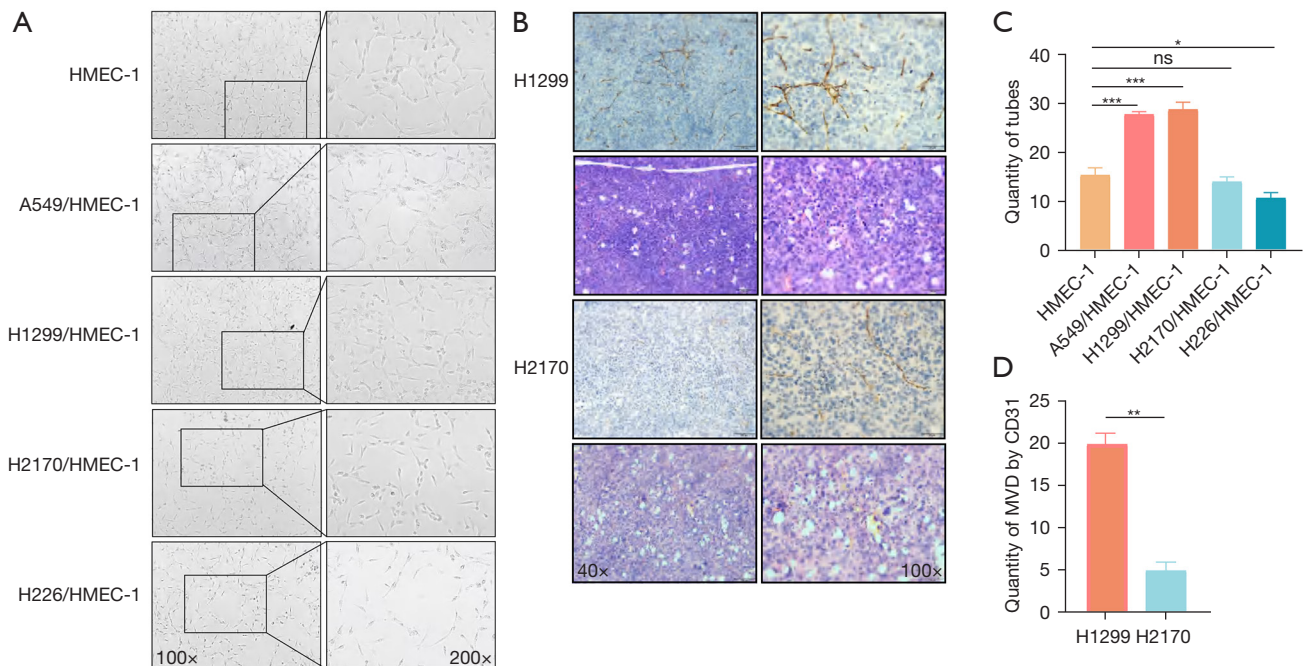 A
HMEC-1
A549/HMEC-1
H1299/HMEC-1
H2170/HMEC-1
H226/HMEC-1
100×
200×
B
H1299
H2170
40×
100×
C
*
ns
***
***
Quantity of tubes
40
30
20
10
0
HMEC-1
A549/HMEC-1
H1299/HMEC-1
H2170/HMEC-1
H226/HMEC-1
D
**
Quantity of MVD by CD31
25
20
15
10
5
0
H1299 H2170